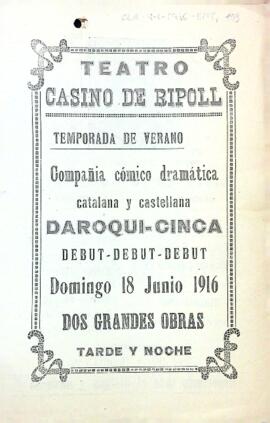 TEATRO
CASINO DE RIPOLL
TEMPORADA DE VERANO
Compañia cómico dramática
catalana y castellana
DAROQUI-CINCA
DEBUT-DEBUT-DEBUT
Domingo 18 Junio 1916
DOS GRANDES OBRAS
TARDE Y NOCHE